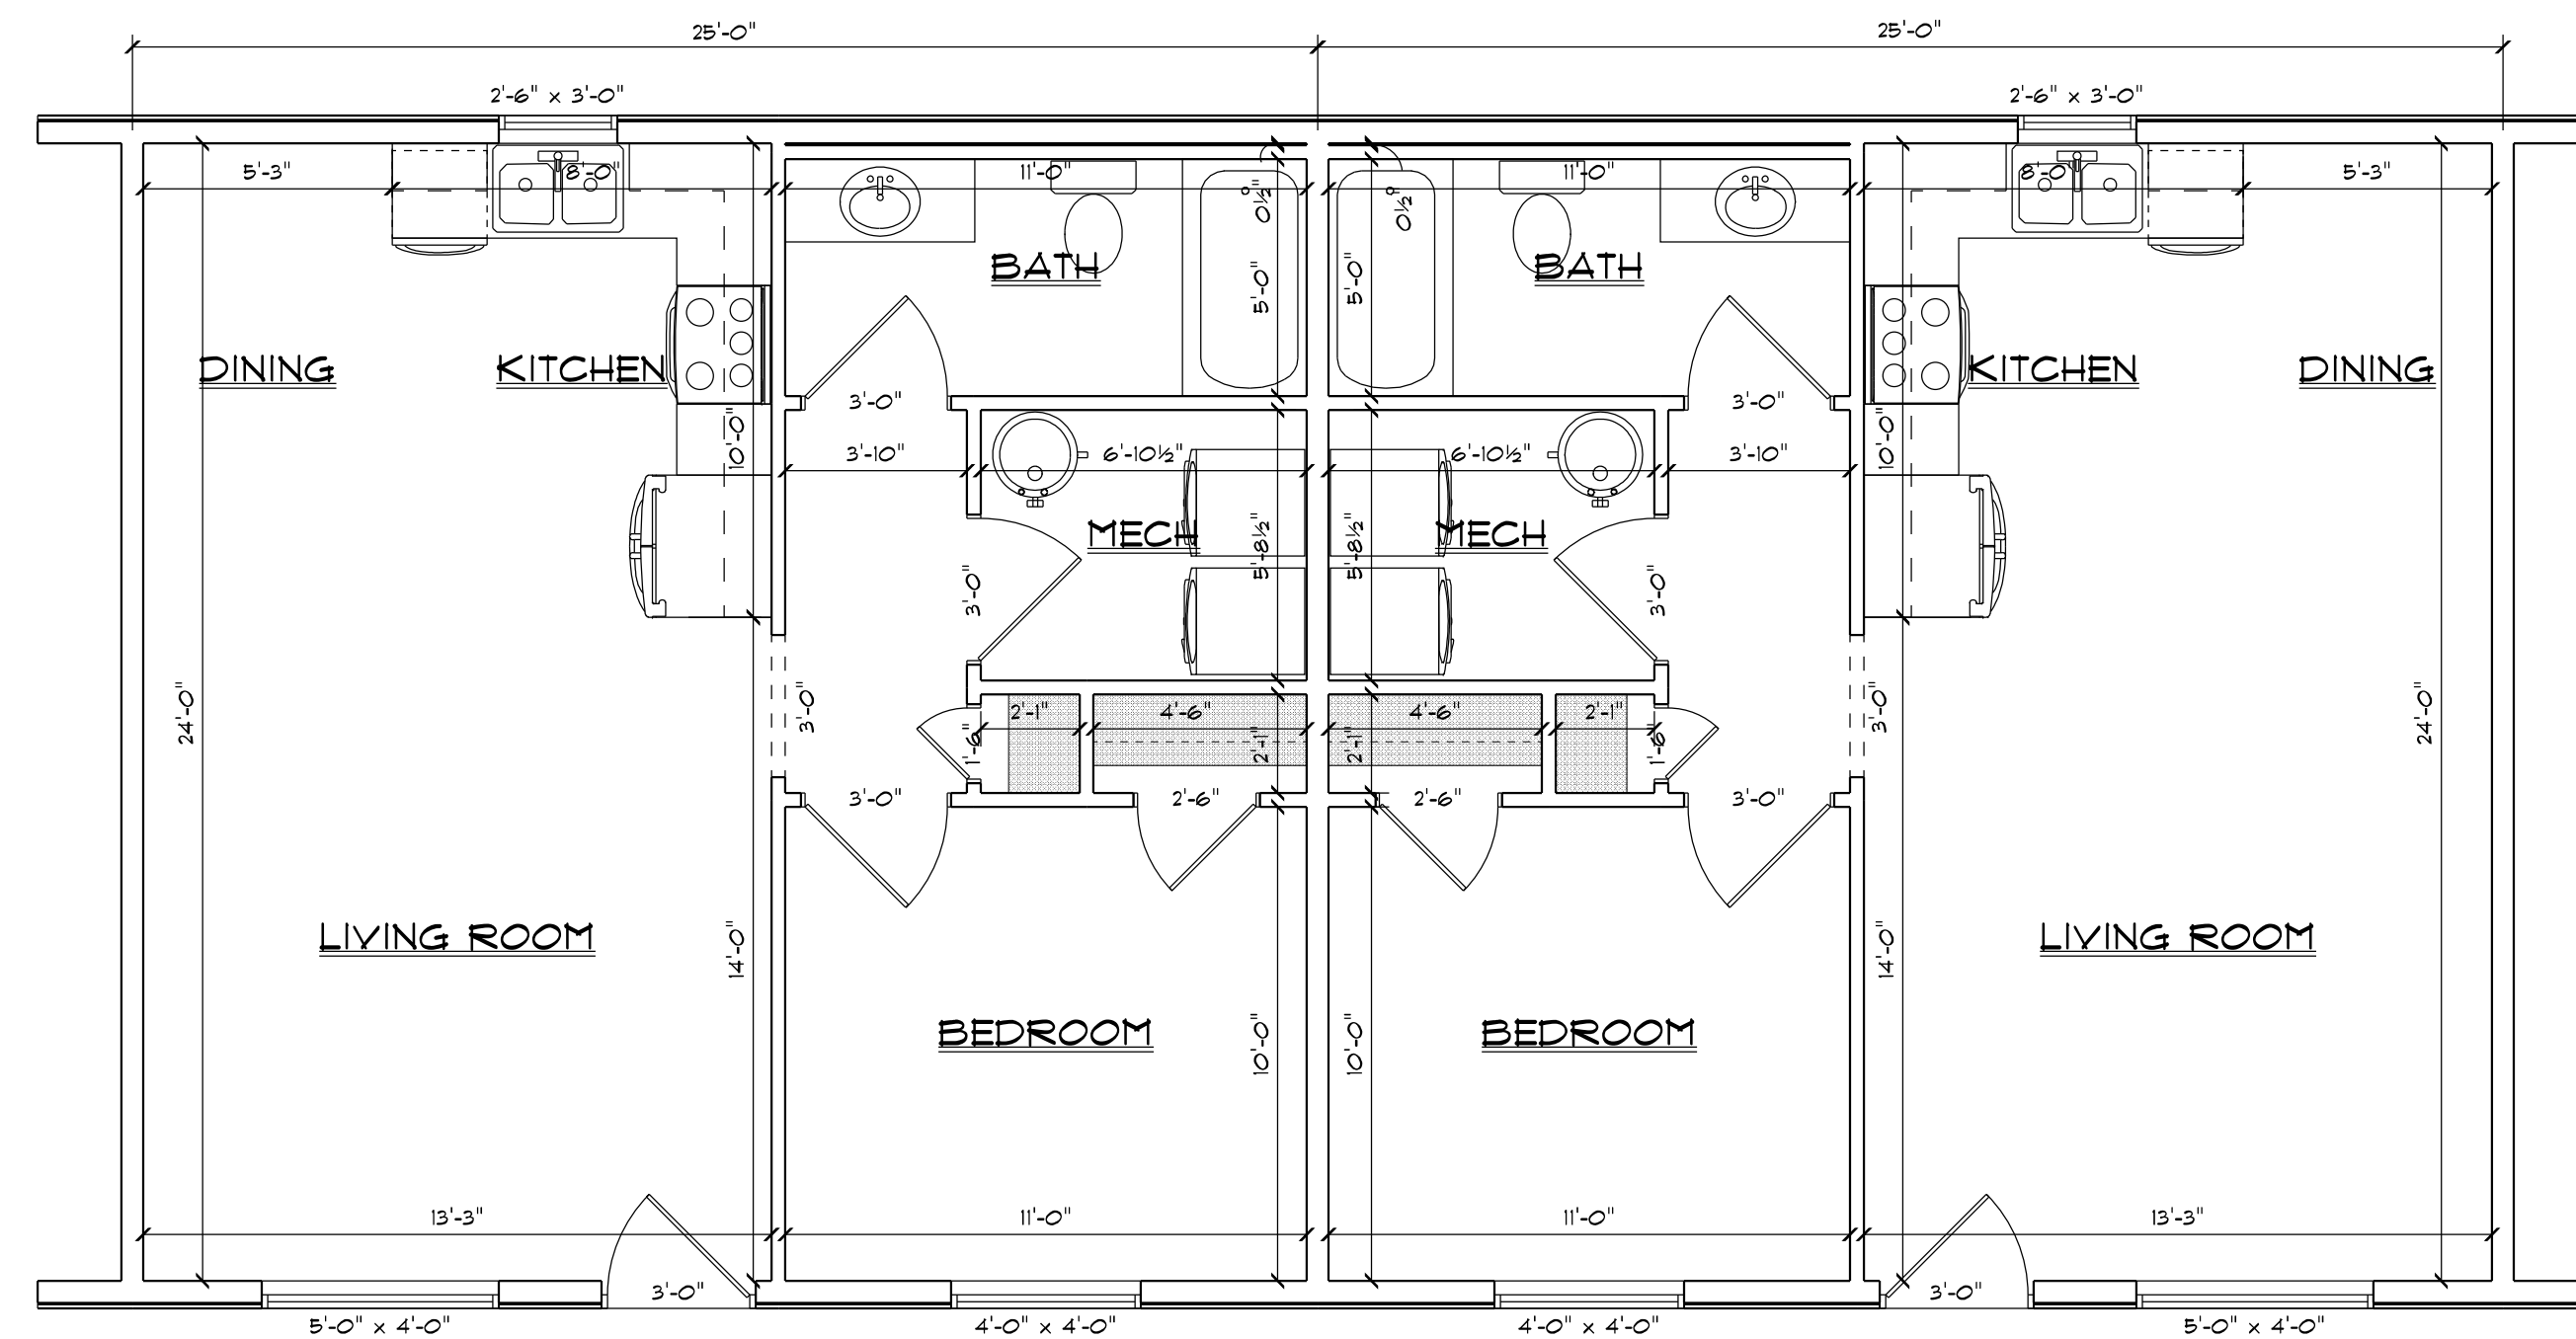 25'-0" 25'-0"
2'-6" x 3'-0" 2'-6" x 3'-0"
5'-3" 8'-0" 11'-0" 11'-0" 8'-0" 5'-3"
0½" 0½"
BATH BATH
5'-0" 5'-0"
DINING KITCHEN KITCHEN DINING
3'-0" 3'-0"
10'-0" 3'-10" 6'-10½" 6'-10½" 3'-10" 10'-0"
MECH MECH
5'-8½" 5'-8½"
3'-0" 3'-0"
24'-0" 3'-0" 2'-1" 4'-6" 4'-6" 2'-1" 3'-0" 24'-0"
1'-6" 2'-1" 2'-1" 1'-6"
3'-0" 2'-6" 2'-6" 3'-0"
LIVING ROOM 14'-0" 14'-0" LIVING ROOM
BEDROOM 10'-0" 10'-0" BEDROOM
13'-3" 11'-0" 11'-0" 13'-3"
3'-0" 3'-0"
5'-0" x 4'-0" 4'-0" x 4'-0" 4'-0" x 4'-0" 5'-0" x 4'-0"